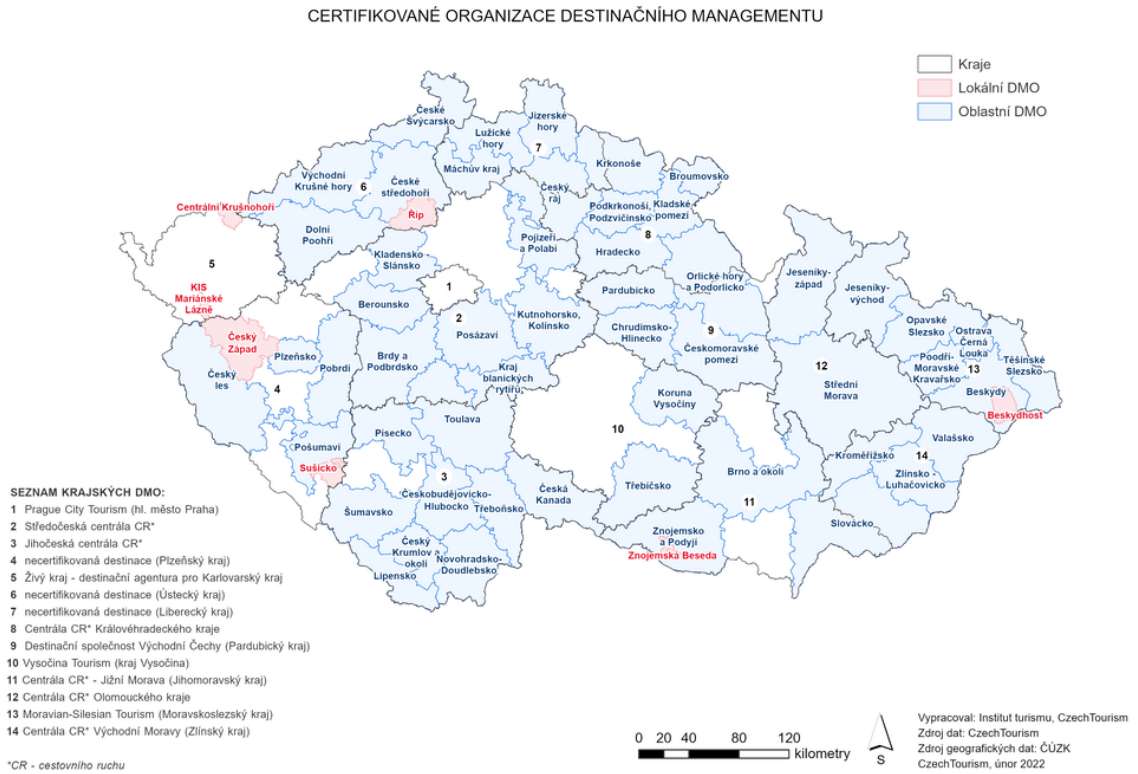 CERTIFIKOVANÉ ORGANIZACE DESTINAČNÍHO MANAGEMENTU
Kraje
Lokální DMO
Oblastní DMO
České
Švýcarsko
Lužické
hory
Jizerské
hory
7
Máchův kraj
Krkonoše
Broumovsko
Východní
Krušné hory
6
České
středohoří
Český
ráj
Podkrkonoší,
Podzvičinsko
Kladské
pomezí
Centrální Krušnohoří
Říp
Dolní
Poohří
8
Pojizeří
a Polabí
Hradecko
Kladensko -
Slánsko
5
Orlické hory
a Podorlicko
Jeseníky-
západ
Jeseníky-
východ
1
KIS
Mariánské
Lázně
Berounsko
Pardubicko
2
Posázaví
Kutnohorsko,
Kolínsko
Chrudimsko-
Hlinecko
9
Českomoravské
pomezí
Opavské
Slezsko
Ostrava
Černá
Louka
Český
Západ
Plzeňsko
Pobrdí
Brdy a
Podbrdsko
Kraj
blanických
rytířů
12
Střední
Morava
Poodří-
Moravské
Kravařsko
13
Těšínské
Slezsko
Český
les
4
Koruna
Vysočiny
Beskydy
Beskydhost
Toulava
Písecko
10
Pošumaví
Sušicko
Valašsko
Kroměřížsko
14
Zlínsko -
Luhačovicko
Brno a okolí
3
Třebíčsko
Českobudějovicko-
Hlubocko
Třeboňsko
Česká
Kanada
11
Šumavsko
Slovácko
Znojemsko
a Podyjí
Znojemská Beseda
Český
Krumlov a
okolí
Novohradsko-
Doudlebsko
Lipensko
SEZNAM KRAJSKÝCH DMO:
1 Prague City Tourism (hl. město Praha)
2 Středočeská centrála CR*
3 Jihočeská centrála CR*
4 necertifikovaná destinace (Plzeňský kraj)
5 Živý kraj - destinační agentura pro Karlovarský kraj
6 necertifikovaná destinace (Ústecký kraj)
7 necertifikovaná destinace (Liberecký kraj)
8 Centrála CR* Královéhradeckého kraje
9 Destinační společnost Východní Čechy (Pardubický kraj)
10 Vysočina Tourism (kraj Vysočina)
11 Centrála CR* - Jižní Morava (Jihomoravský kraj)
12 Centrála CR* Olomouckého kraje
13 Moravian-Silesian Tourism (Moravskoslezský kraj)
14 Centrála CR* Východní Moravy (Zlínský kraj)
*CR - cestovního ruchu
0 20 40 80 120
kilometry
S
Vypracoval: Institut turismu, CzechTourism
Zdroj dat: CzechTourism
Zdroj geografických dat: ČÚZK
CzechTourism, únor 2022